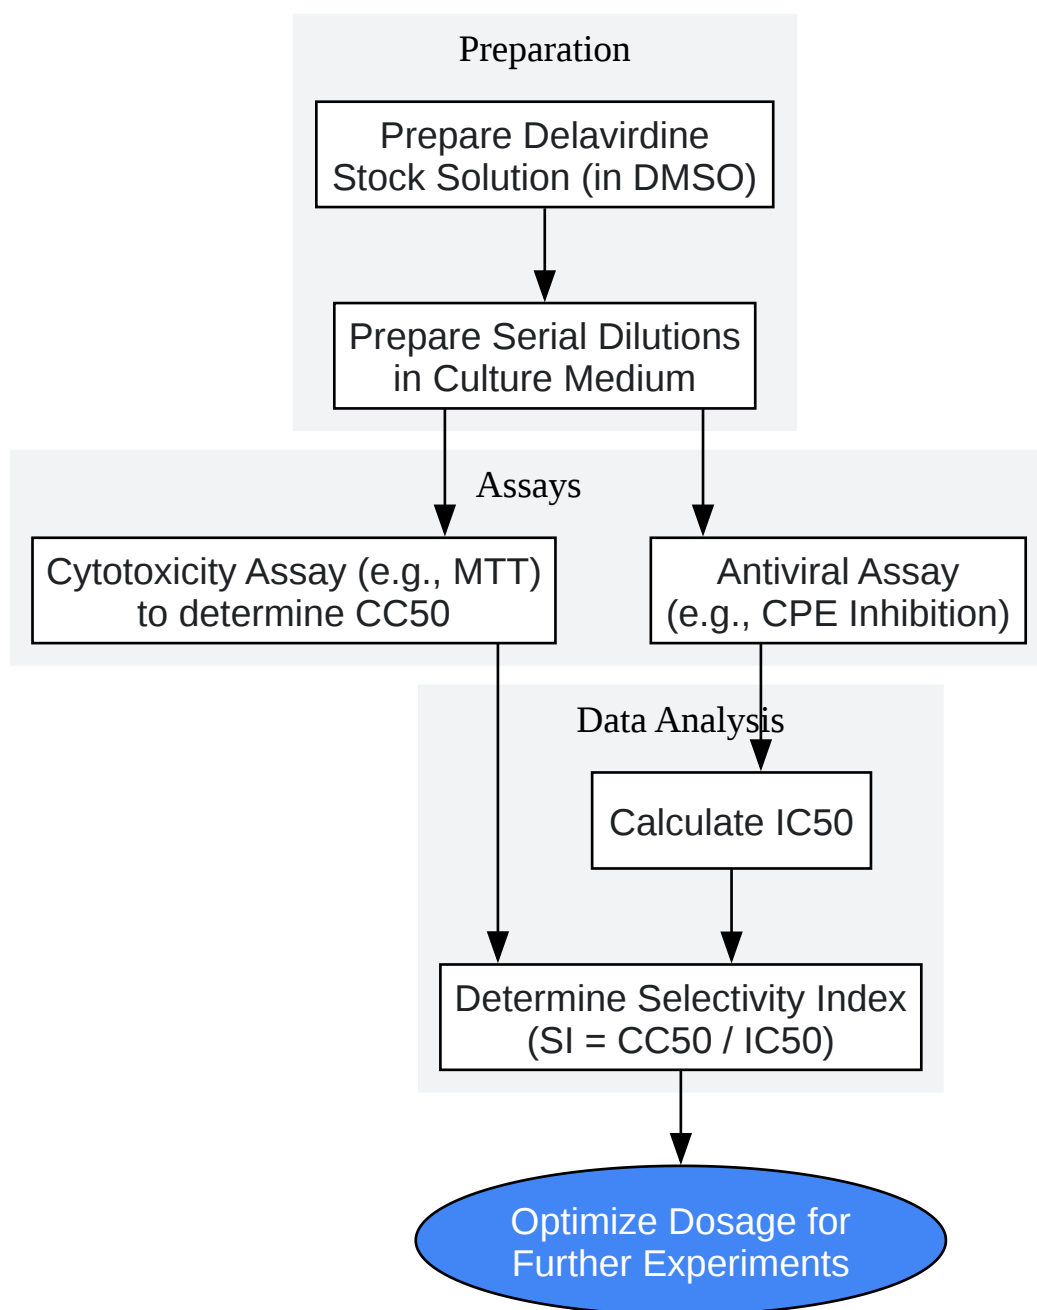 Preparation
Prepare Delavirdine
Stock Solution (in DMSO)
Prepare Serial Dilutions
in Culture Medium
Assays
Cytotoxicity Assay (e.g., MTT)
to determine CC50
Antiviral Assay
(e.g., CPE Inhibition)
Data Analysis
Calculate IC50
Determine Selectivity Index
(SI = CC50 / IC50)
Optimize Dosage for
Further Experiments